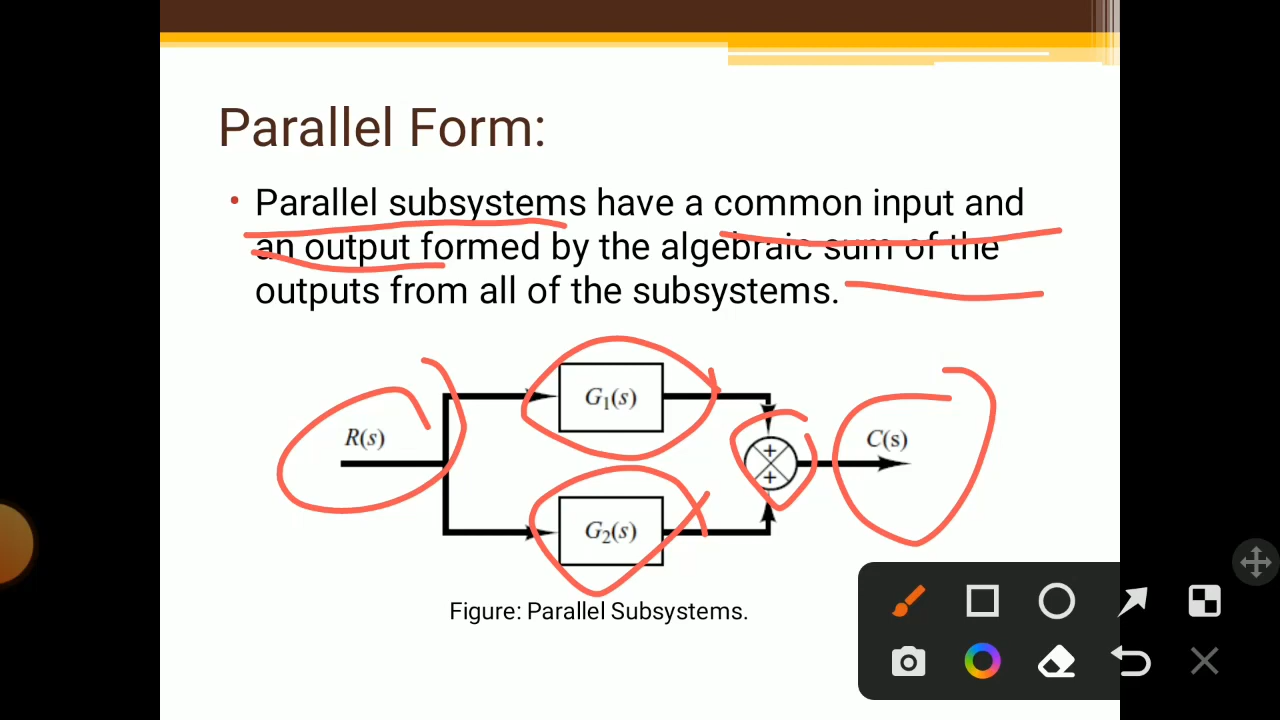 Parallel Form:
• Parallel subsystems have a common input and
an output formed by the algebraic sum of the
outputs from all of the subsystems.
G₁(s)
R(s)
+
C(s)
+
G₂(s)
Figure: Parallel Subsystems.